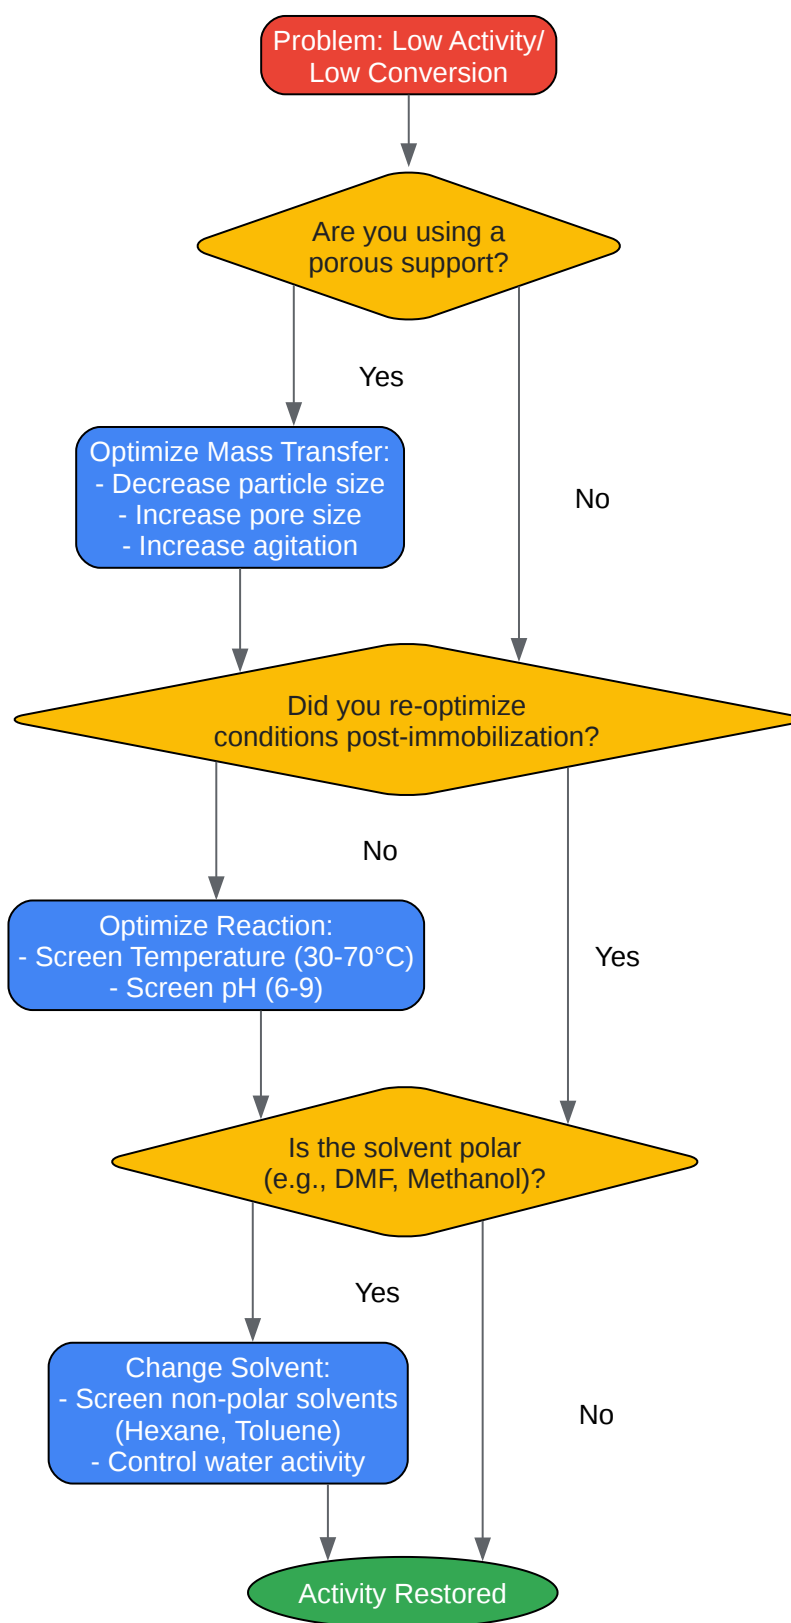 Problem: Low Activity/
Low Conversion
Are you using a
porous support?
Yes
Optimize Mass Transfer:
- Decrease particle size
- Increase pore size
- Increase agitation
No
Did you re-optimize
conditions post-immobilization?
No
Optimize Reaction:
- Screen Temperature (30-70°C)
- Screen pH (6-9)
Yes
Is the solvent polar
(e.g., DMF, Methanol)?
Yes
Change Solvent:
- Screen non-polar solvents
(Hexane, Toluene)
- Control water activity
No
Activity Restored